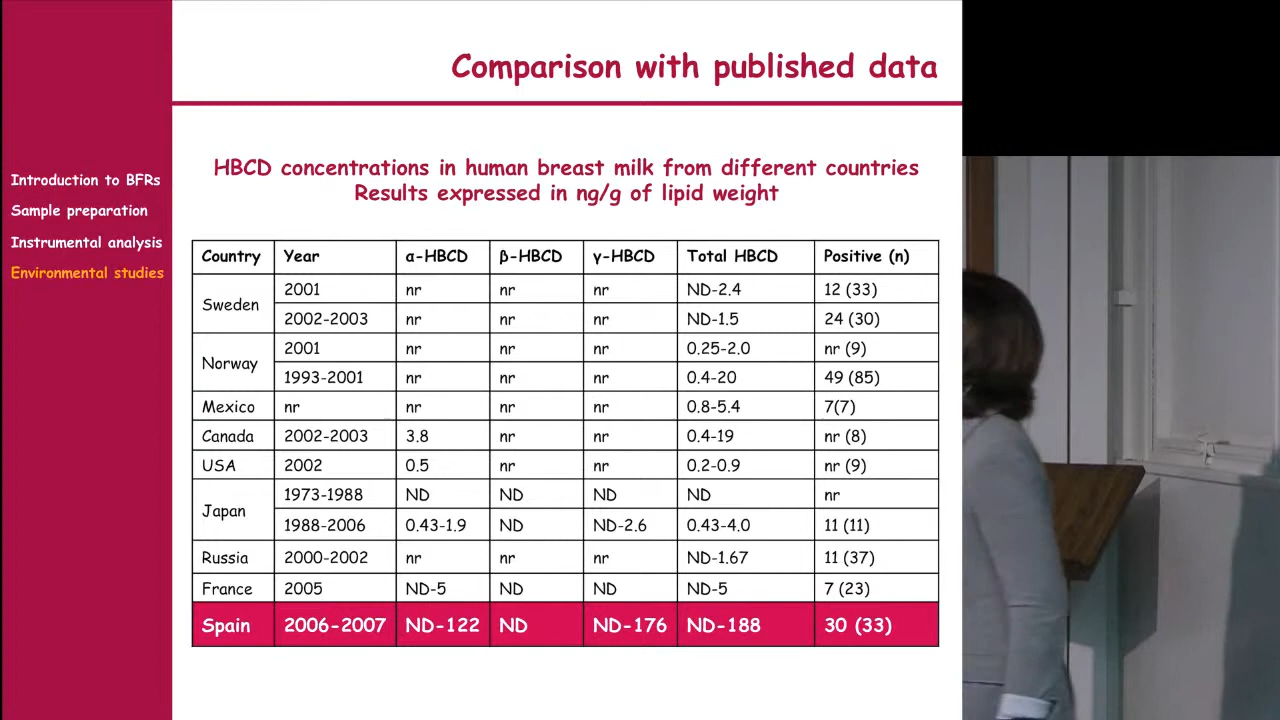 Comparison with published data
HBCD concentrations in human breast milk from different countries
Results expressed in ng/g of lipid weight
Introduction to BFRs
Sample preparation
Instrumental analysis
Environmental studies
Country Year α-HBCD β-HBCD γ-HBCD Total HBCD Positive (n)
Sweden 2001 nr nr nr ND-2.4 12 (33)
2002-2003 nr nr nr ND-1.5 24 (30)
Norway 2001 nr nr nr 0.25-2.0 nr (9)
1993-2001 nr nr nr 0.4-20 49 (85)
Mexico nr nr nr nr 0.8-5.4 7(7)
Canada 2002-2003 3.8 nr nr 0.4-19 nr (8)
USA 2002 0.5 nr nr 0.2-0.9 nr (9)
Japan 1973-1988 ND ND ND ND nr
1988-2006 0.43-1.9 ND ND-2.6 0.43-4.0 11 (11)
Russia 2000-2002 nr nr nr ND-1.67 11 (37)
France 2005 ND-5 ND ND ND-5 7 (23)
Spain 2006-2007 ND-122 ND ND-176 ND-188 30 (33)